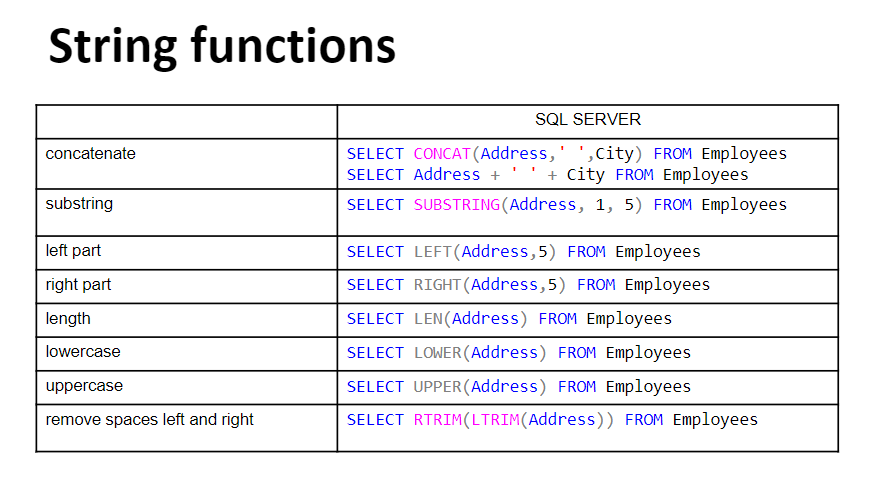 String functions
SQL SERVER
concatenate
SELECT CONCAT(Address,' ',City) FROM Employees
SELECT Address + ' ' + City FROM Employees
substring
SELECT SUBSTRING(Address, 1, 5) FROM Employees
left part
SELECT LEFT(Address,5) FROM Employees
right part
SELECT RIGHT(Address,5) FROM Employees
length
SELECT LEN(Address) FROM Employees
lowercase
SELECT LOWER(Address) FROM Employees
uppercase
SELECT UPPER(Address) FROM Employees
remove spaces left and right
SELECT RTRIM(LTRIM(Address)) FROM Employees